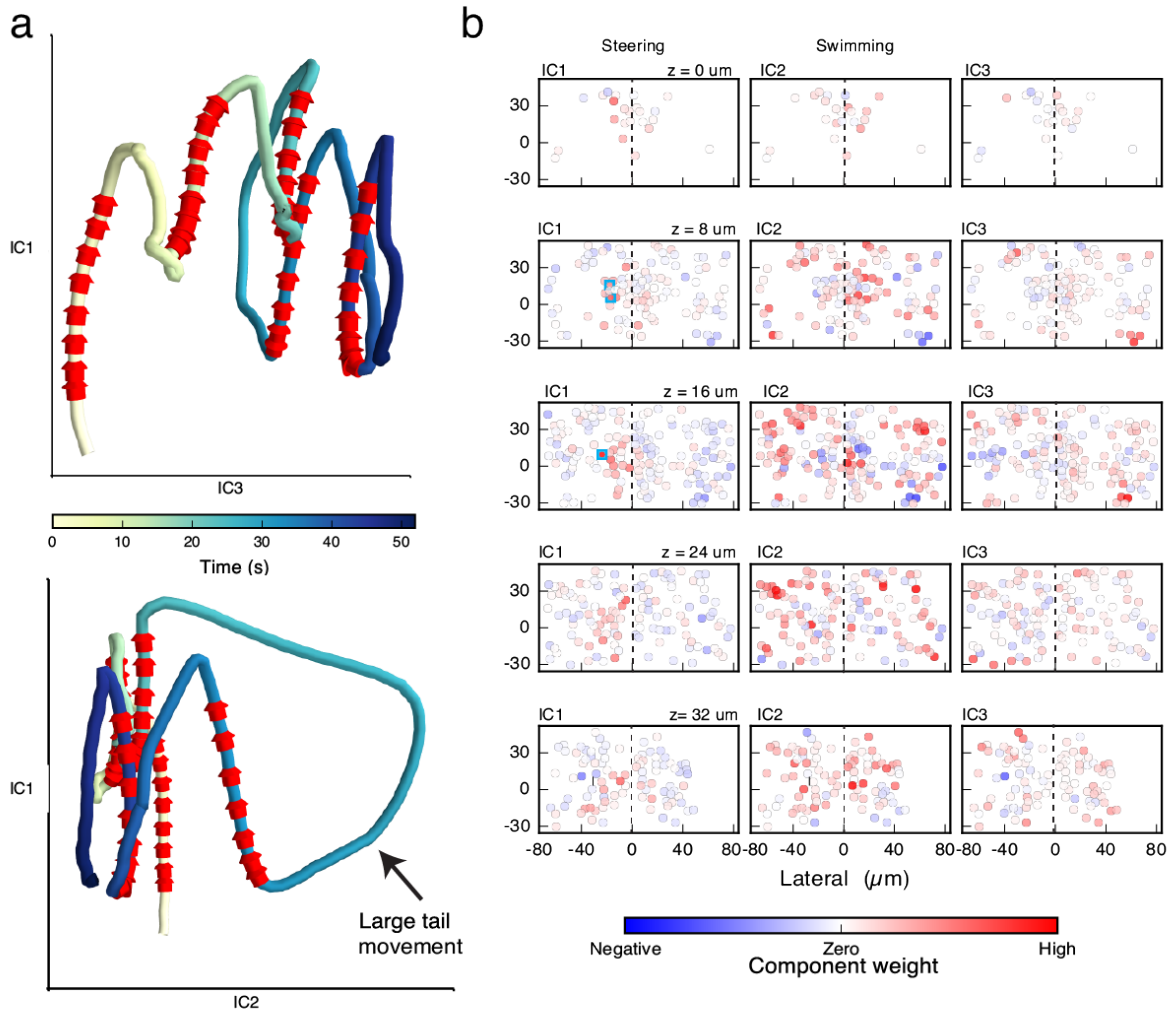 a
IC1
IC3
0 10 20 30 40 50
Time (s)
IC1
Large tail
movement
IC2
b
Steering Swimming
IC1 z = 0 um IC2 IC3
30
0
-30
IC1 z = 8 um IC2 IC3
30
0
-30
IC1 z = 16 um IC2 IC3
30
0
-30
IC1 z = 24 um IC2 IC3
30
0
-30
IC1 z= 32 um IC2 IC3
30
0
-30
-80 -40 0 40 80 -40 0 40 80 -80 -40 0 40 80
Lateral (µm)
Negative Zero High
Component weight